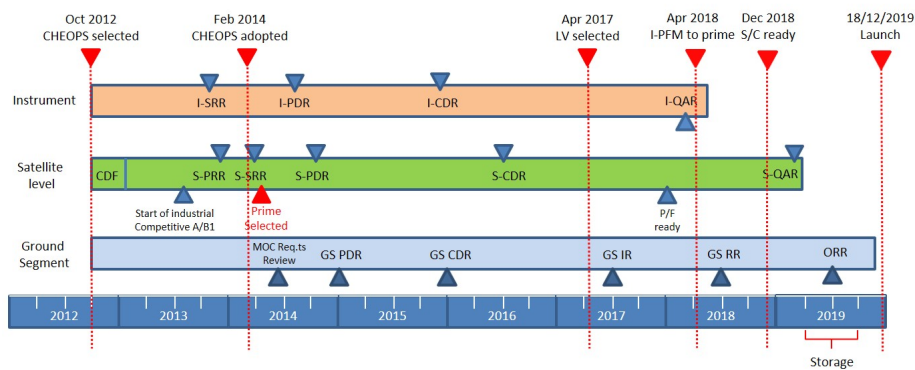 Oct 2012
CHEOPS selected
Feb 2014
CHEOPS adopted
Apr 2017
LV selected
Apr 2018
I-PFM to prime
Dec 2018
S/C ready
18/12/2019
Launch
Instrument
I-SRR
I-PDR
I-CDR
I-QAR
Satellite
level
CDF
S-PRR
S-SRR
S-PDR
S-CDR
S-QAR
Start of industrial
Competitive A/B1
Prime
Selected
P/F
ready
Ground
Segment
MOC Req.ts
Review
GS PDR
GS CDR
GS IR
GS RR
ORR
2012
2013
2014
2015
2016
2017
2018
2019
Storage